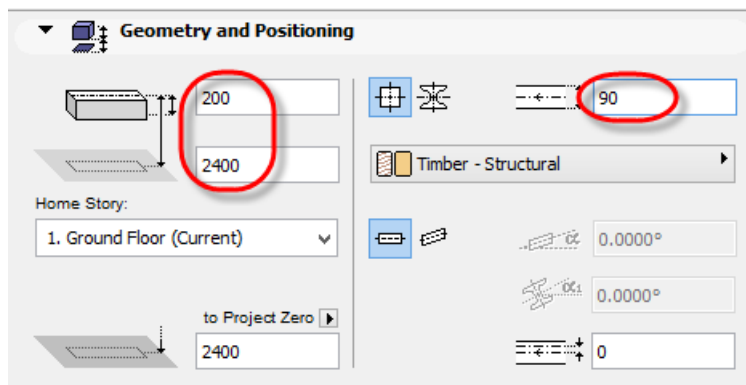 Geometry and Positioning
200
2400
Home Story:
1. Ground Floor (Current)
to Project Zero
2400
90
Timber - Structural
α 0.0000°
α1 0.0000°
0